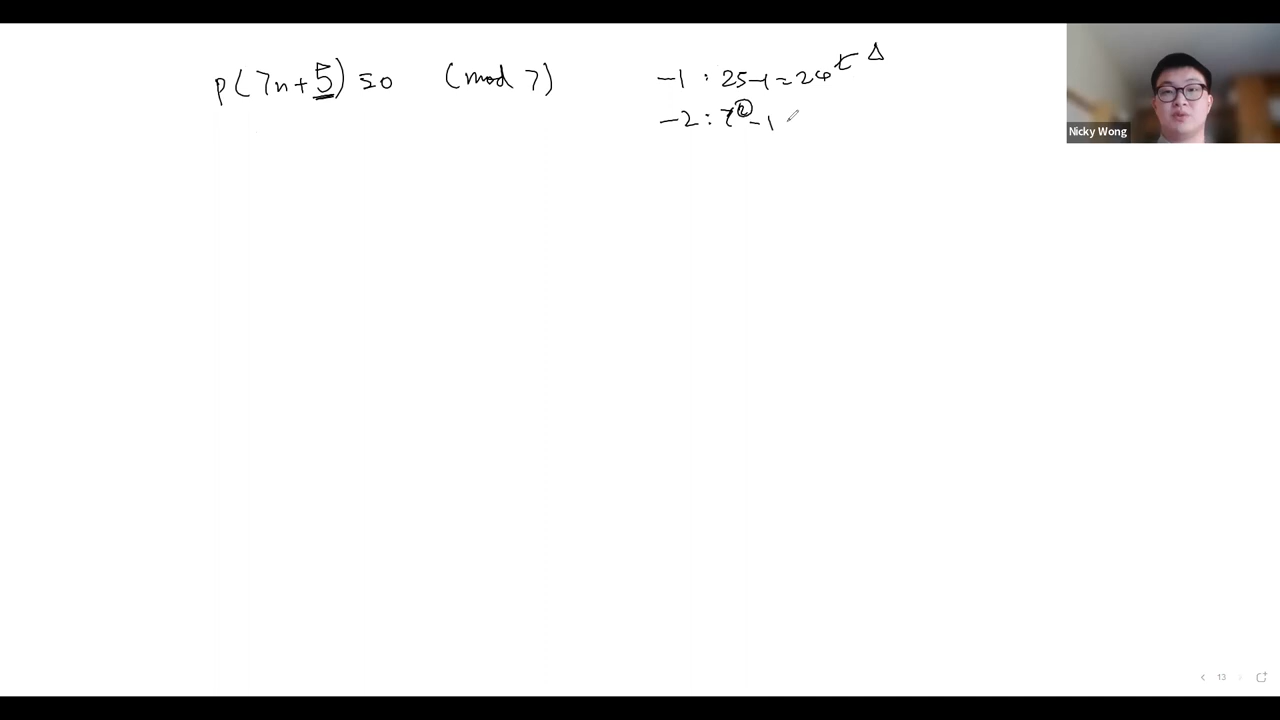 p(7n+5) ≡ 0 (mod 7)
-1 : 25-1 = 24 ← Δ
-2 : 7² - 1
Nicky Wong
13